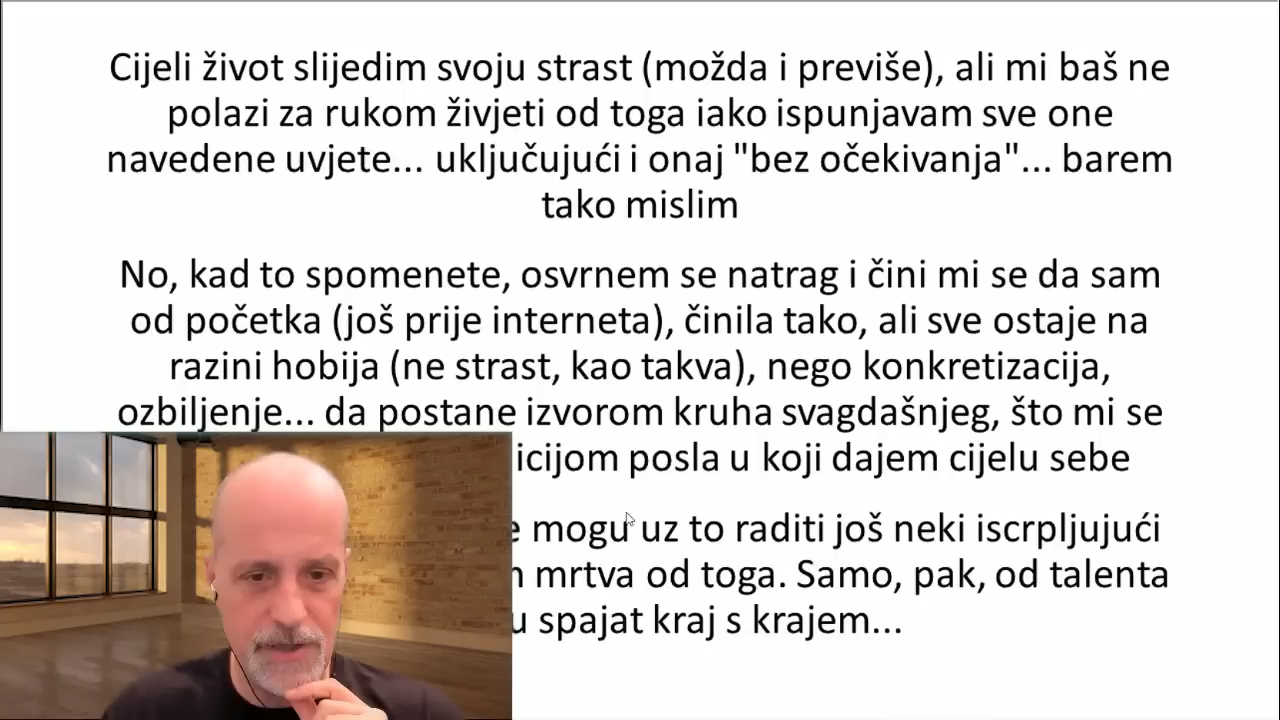 Cijeli život slijedim svoju strast (možda i previše), ali mi baš ne
polazi za rukom živjeti od toga iako ispunjavam sve one
navedene uvjete... uključujući i onaj "bez očekivanja"... barem
tako mislim
No, kad to spomenete, osvrnem se natrag i čini mi se da sam
od početka (još prije interneta), činila tako, ali sve ostaje na
razini hobija (ne strast, kao takva), nego konkretizacija,
ozbiljenje... da postane izvorom kruha svagdašnjeg, što mi se
posla u koji dajem cijelu sebe
mogu uz to raditi još neki iscrpljujući
mrtva od toga. Samo, pak, od talenta
spajat kraj s krajem...